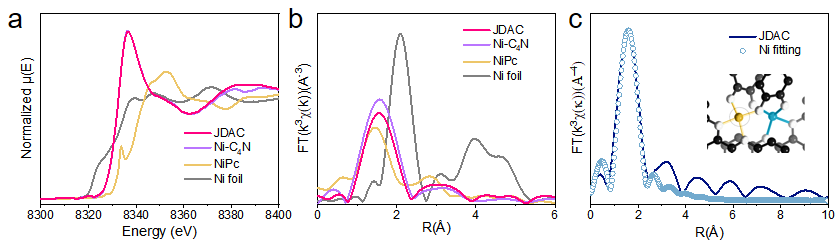 a
Normalized μ(E)
JDAC
Ni-C₄N
NiPc
Ni foil
8300 8320 8340 8360 8380 8400
Energy (eV)
b
FT(k³χ(k))(A⁻³)
JDAC
Ni-C₄N
NiPc
Ni foil
0 2 4 6
R(Å)
c
FT(k³χ(κ))(A⁻⁴)
JDAC
Ni fitting
0 2 4 6 8 10
R(Å)